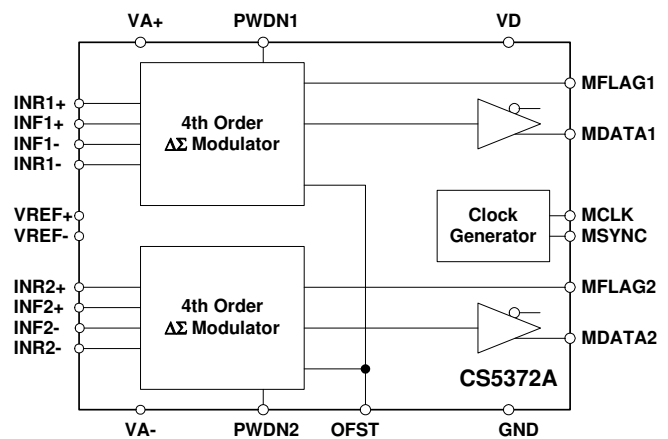 VA+
PWDN1
VD
INR1+
INF1+
INF1-
INR1-
4th Order
ΔΣ Modulator
MFLAG1
MDATA1
VREF+
VREF-
Clock
Generator
MCLK
MSYNC
INR2+
INF2+
INF2-
INR2-
4th Order
ΔΣ Modulator
MFLAG2
MDATA2
CS5372A
VA-
PWDN2
OFST
GND